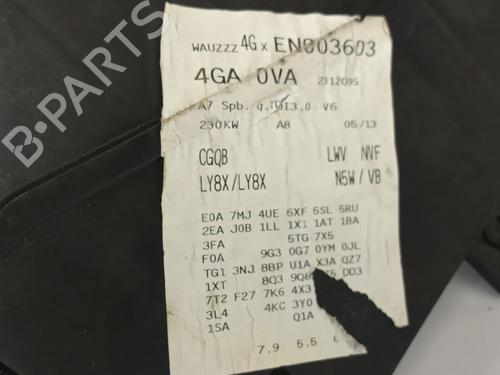 WAUZZZ 4G x EN003603
4GA 0VA 2312095
A7 Spb. q.TDI3.0 V6
230KW A8 05/13
CGQB LWV NVF
LY8X/LY8X N5W/VB
E0A 7MJ 4UE 6XF 5SL 5RU
2EA J0B 1LL 1X1 1AT 1BA
3FA 5TG 7X5
F0A 9G3 0G7 0YM 0JL
TG1 3NJ 8BP U1A X3A QZ7
1XT 8Q3 9Q8 DD3
7T2 F27 7K6 4X3
3L4 4KC 3Y0
1SA Q1A
7.9 5.5
B-PARTS